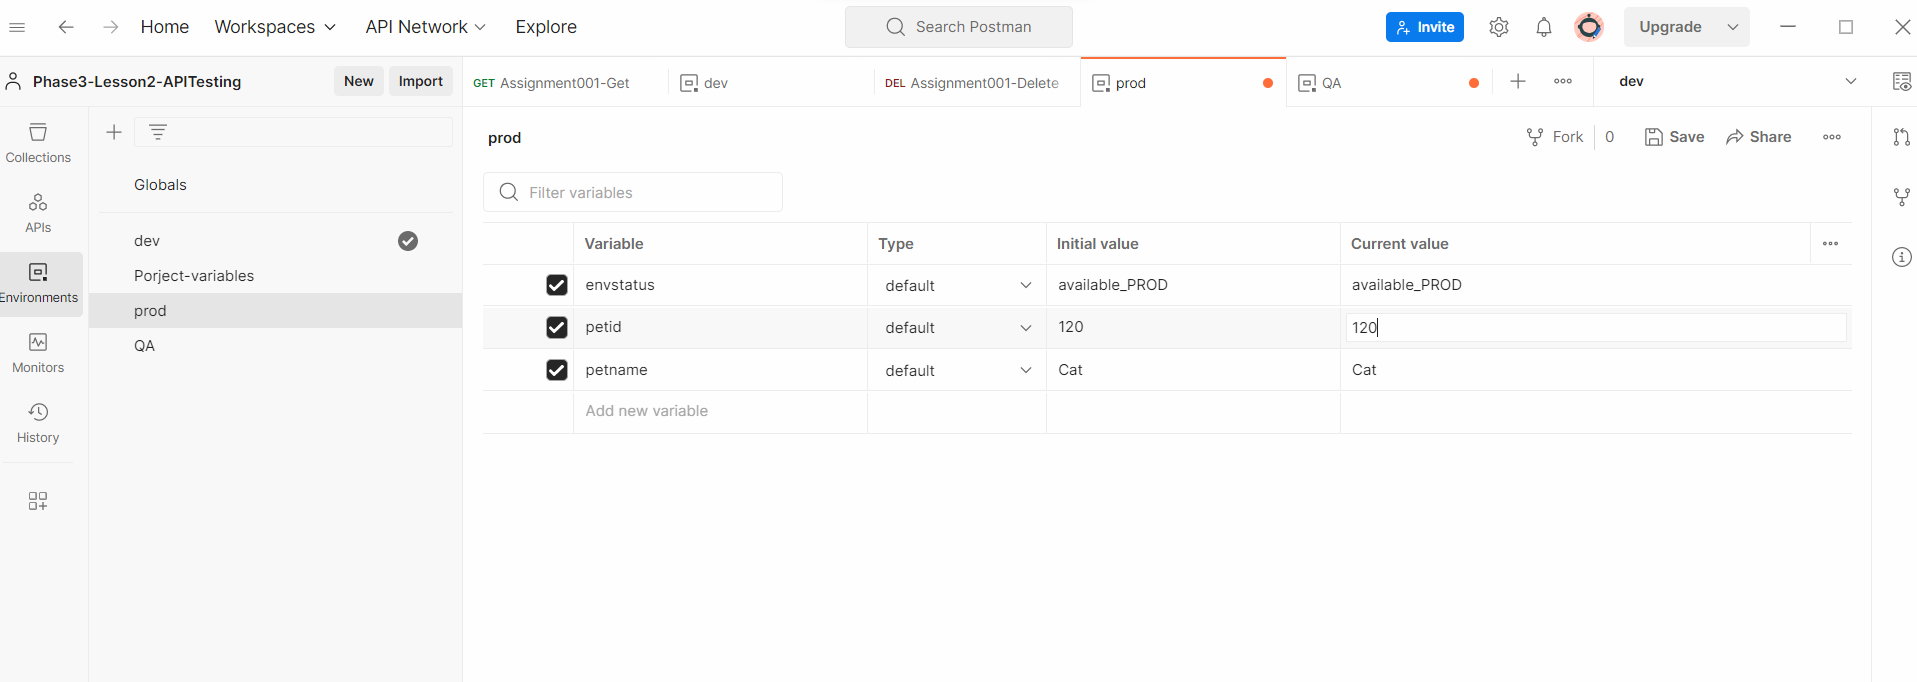 Home Workspaces API Network Explore Search Postman Invite Upgrade
Phase3-Lesson2-APITesting New Import GET Assignment001-Get dev DEL Assignment001-Delete prod QA dev
prod Fork 0 Save Share
Collections
APIs
Environments
Monitors
History
Globals
dev
Porject-variables
prod
QA
Filter variables
Variable Type Initial value Current value
envstatus default available_PROD available_PROD
petid default 120 120
petname default Cat Cat
Add new variable